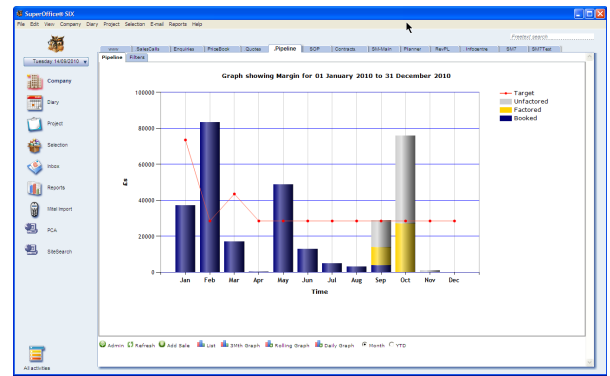 SuperOffice® SIX
File Edit View Company Diary Project Selection E-mail Reports Help
Freetext search
www SalesCalls Enquiries PriceBook Quotes .Pipeline SOP Contacts SM-Main Planner RevPL Infocentre SMT SMTTest
Pipeline Filters
Tuesday 14/09/2010
Company
Diary
Project
Selection
Inbox
Reports
Mital Import
PCA
SiteSearch
All activities
Graph showing Margin for 01 January 2010 to 31 December 2010
100000
80000
60000
40000
20000
0
£s
Jan Feb Mar Apr May Jun Jul Aug Sep Oct Nov Dec
Time
Target
Unfactored
Factored
Booked
Admin Refresh Add Sale List 3Mth Graph Rolling Graph Daily Graph Month YTD